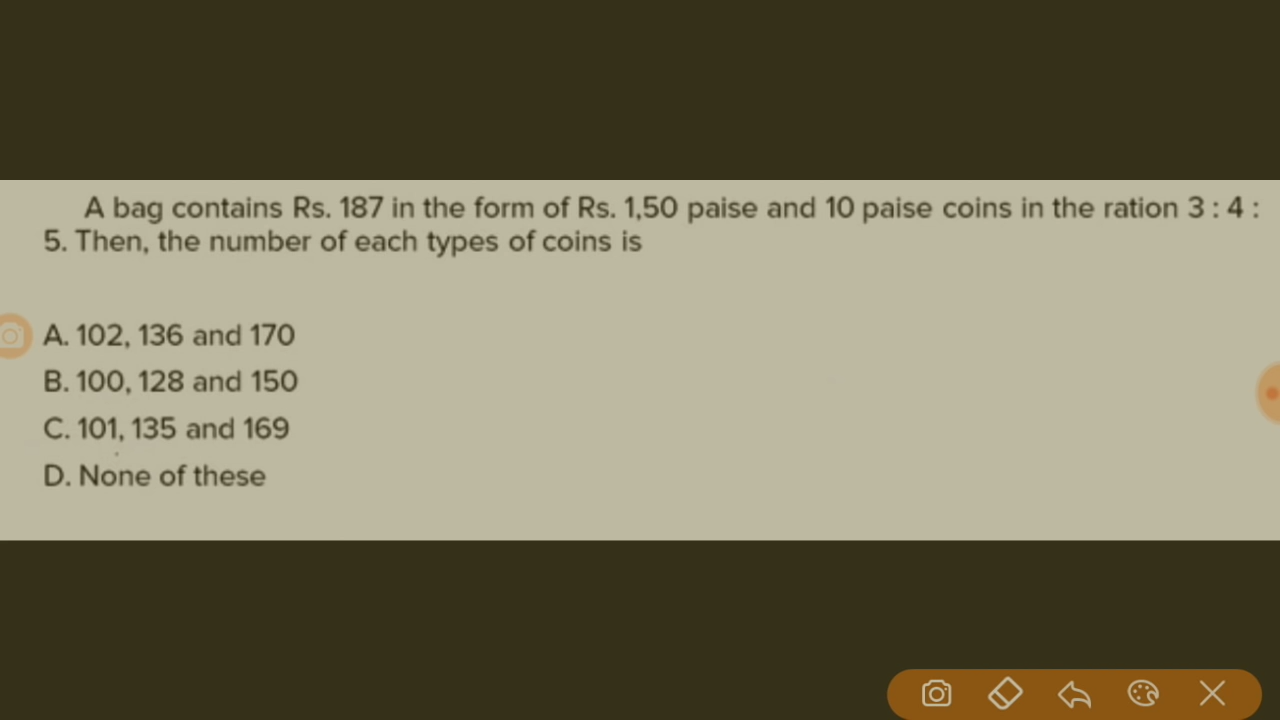 A bag contains Rs. 187 in the form of Rs. 1,50 paise and 10 paise coins in the ration 3 : 4 :
5. Then, the number of each types of coins is
A. 102, 136 and 170
B. 100, 128 and 150
C. 101, 135 and 169
D. None of these